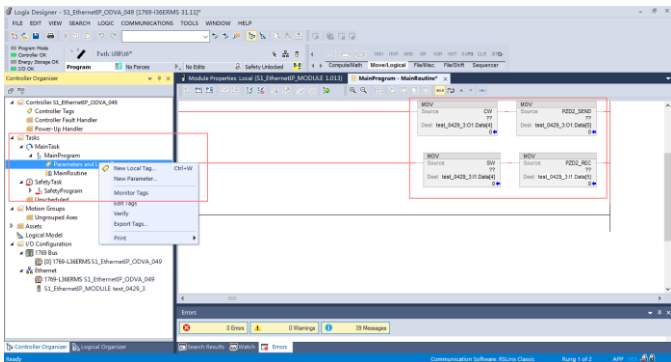 Logix Designer - S1_EthernetIP_ODVA_049 [1769-L36ERMS 31.11]*
FILE EDIT VIEW SEARCH LOGIC COMMUNICATIONS TOOLS WINDOW HELP
Program Mode
Controller OK
Energy Storage OK
I/O OK
Path: USB\16*
Program
No Forces
No Edits
Safety Unlocked
Compute/Math Move/Logical File/Misc. File/Shift Sequencer
Controller Organizer
Module Properties: Local (S1_EthernetIP_MODULE 1.013)
MainProgram - MainRoutine*
Controller S1_EthernetIP_ODVA_049
Controller Tags
Controller Fault Handler
Power-Up Handler
Tasks
MainTask
MainProgram
Parameters and L
MainRoutine
SafetyTask
SafetyProgram
Unscheduled
Motion Groups
Ungrouped Axes
Assets
Logical Model
I/O Configuration
1769 Bus
[0] 1769-L36ERMS S1_EthernetIP_ODVA_049
Ethernet
1769-L36ERMS S1_EthernetIP_ODVA_049
S1_EthernetIP_MODULE test_0429_3
New Local Tag... Ctrl+W
New Parameter...
Monitor Tags
Edit Tags
Verify
Export Tags...
Print
MOV
Source CW
??
Dest test_0429_3:O1.Data[4]
0
MOV
Source PZD2_SEND
??
Dest test_0429_3:O1.Data[5]
0
MOV
Source SW
??
Dest test_0429_3:I1.Data[4]
0
MOV
Source PZD2_REC
??
Dest test_0429_3:I1.Data[5]
0
Errors
0 Errors
0 Warnings
39 Messages
Controller Organizer
Logical Organizer
Search Results
Watch
Errors
Ready
Communication Software: RSLinx Classic
Rung 1 of 2
APP